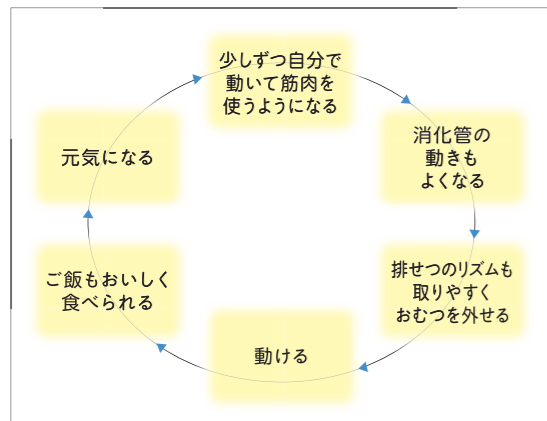 少しずつ自分で
動いて筋肉を
使うようになる
消化管の
動きも
よくなる
排せつのリズムも
取りやすく
おむつを外せる
動ける
ご飯もおいしく
食べられる
元気になる